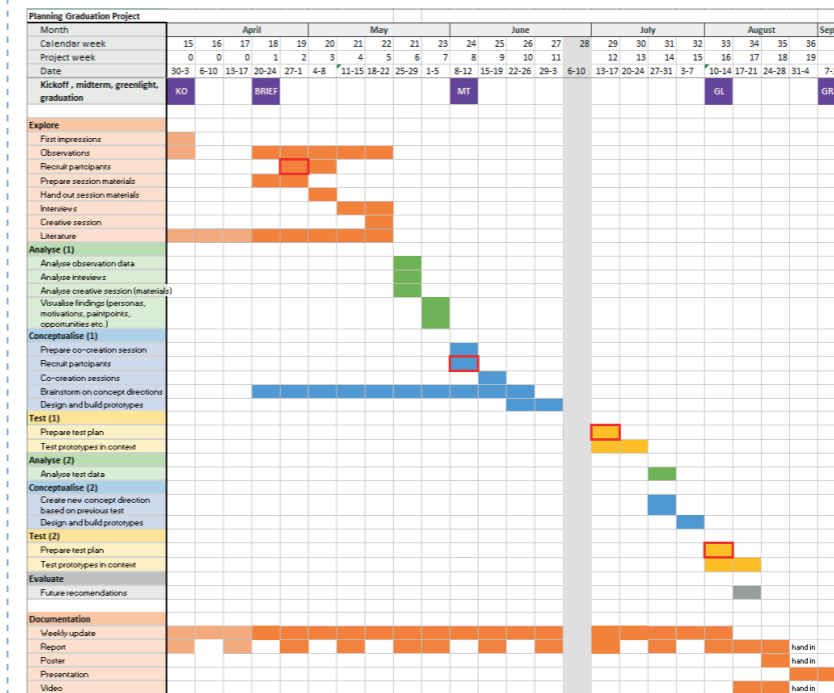 Planning Graduation Project
Month April May June July August Sep
Calendar week 15 16 17 18 19 20 21 22 21 23 24 25 26 27 28 29 30 31 32 33 34 35 36
Project week 0 0 0 1 2 3 4 5 6 7 8 9 10 11 12 13 14 15 16 17 18 19
Date 30-3 6-10 13-17 20-24 27-1 4-8 11-15 18-22 25-29 1-5 8-12 15-19 22-26 29-3 6-10 13-17 20-24 27-31 3-7 10-14 17-21 24-28 31-4 7-
Kickoff , midterm, greenlight,
graduation
KO BRIEF MT GL GR
Explore
First impressions
Observations
Recruit partcipants
Prepare session materials
Hand out session materials
Interviews
Creative session
Literature
Analyse (1)
Analyse observation data
Analyse inteviews
Analyse creative session (materials)
Visualise findings (personas,
motivations, paintpoints,
opportunities etc.)
Conceptualise (1)
Prepare co-creation session
Recruit partcipants
Co-creation sessions
Brainstorm on concept directions
Design and build prototypes
Test (1)
Prepare test plan
Test prototypes in context
Analyse (2)
Analyse test data
Conceptualise (2)
Create new concept direction
based on previous test
Design and build prototypes
Test (2)
Prepare test plan
Test prototypes in context
Evaluate
Future recomendations
Documentation
Weekly update
Report hand in
Poster
Presentation
Video hand in